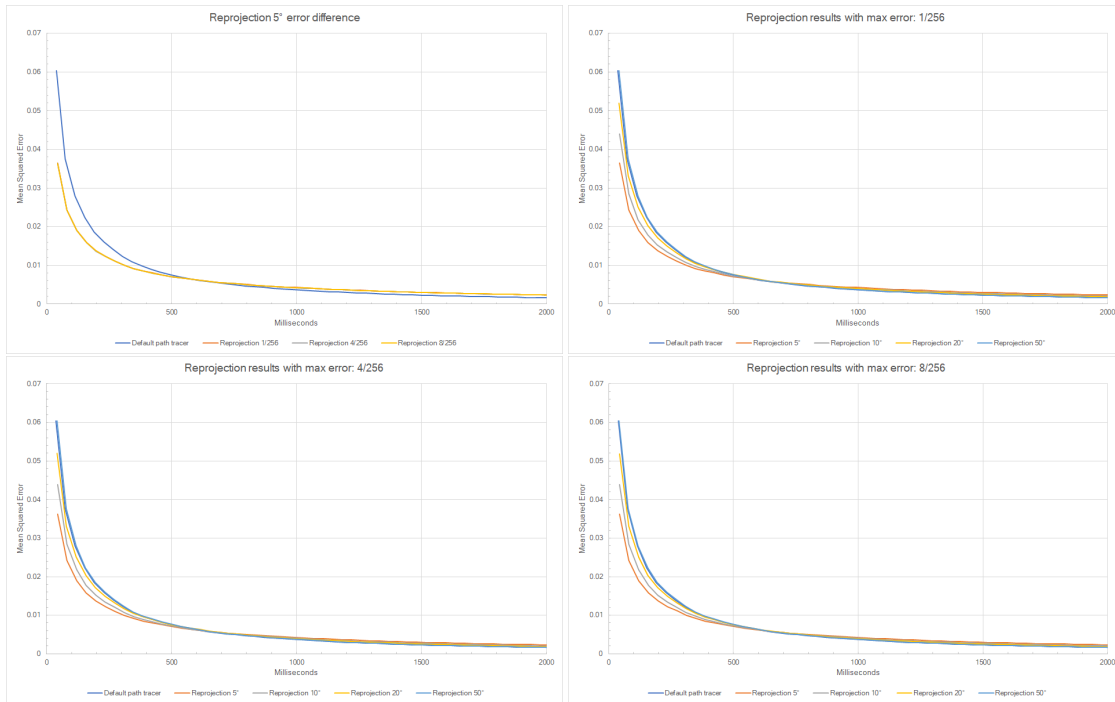 Reprojection 5° error difference
0.07
0.06
0.05
0.04
0.03
0.02
0.01
0
Mean Squared Error
0 500 1000 1500 2000
Milliseconds
Default path tracer Reprojection 1/256 Reprojection 4/256 Reprojection 8/256
Reprojection results with max error: 1/256
0.07
0.06
0.05
0.04
0.03
0.02
0.01
0
Mean Squared Error
0 500 1000 1500 2000
Milliseconds
Default path tracer Reprojection 5° Reprojection 10° Reprojection 20° Reprojection 50°
Reprojection results with max error: 4/256
0.07
0.06
0.05
0.04
0.03
0.02
0.01
0
Mean Squared Error
0 500 1000 1500 2000
Milliseconds
Default path tracer Reprojection 5° Reprojection 10° Reprojection 20° Reprojection 50°
Reprojection results with max error: 8/256
0.07
0.06
0.05
0.04
0.03
0.02
0.01
0
Mean Squared Error
0 500 1000 1500 2000
Milliseconds
Default path tracer Reprojection 5° Reprojection 10° Reprojection 20° Reprojection 50°